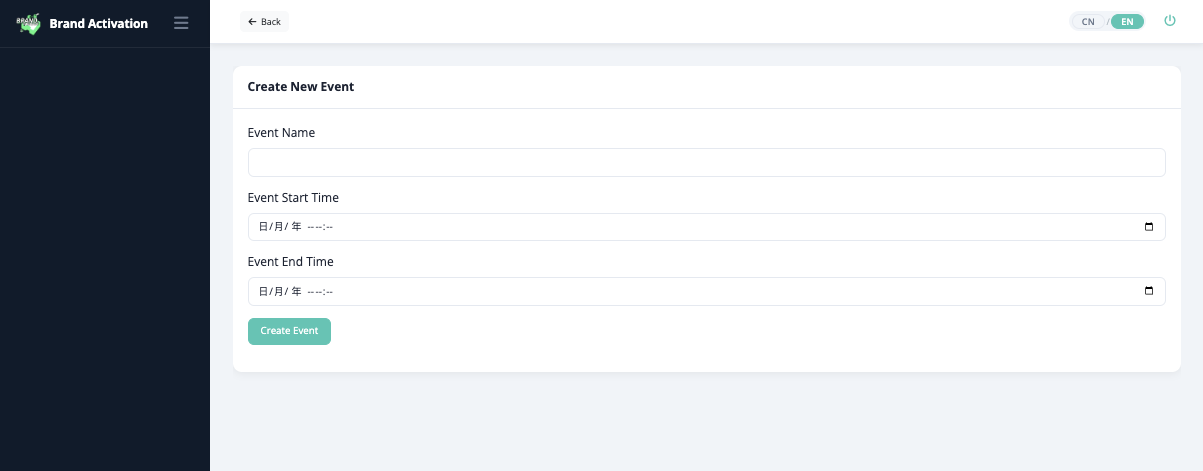 BRAND
Brand Activation
← Back
CN / EN
Create New Event
Event Name
Event Start Time
日/月/年 ----:--
Event End Time
日/月/年 ----:--
Create Event